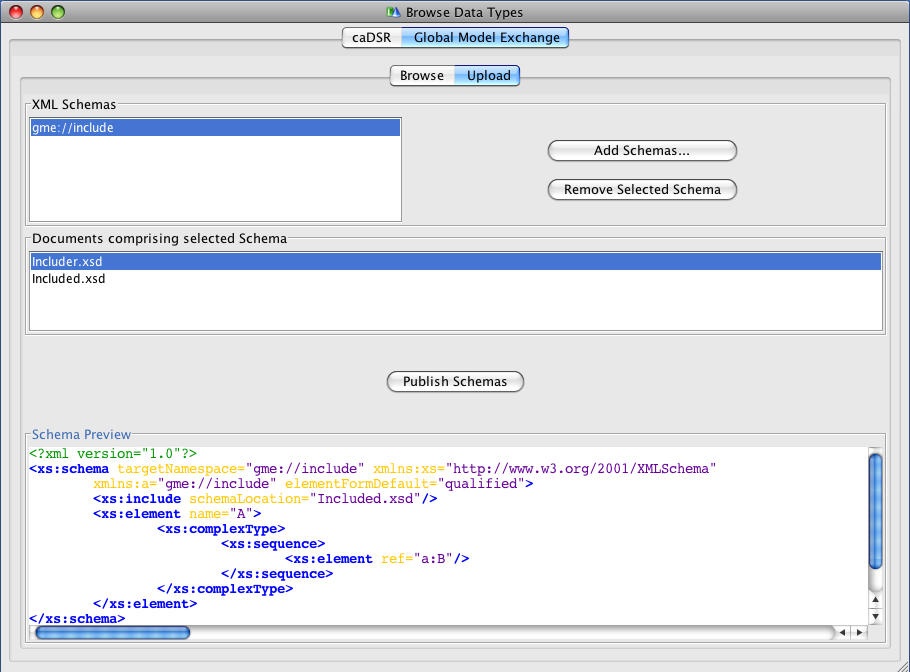 Browse Data Types
caDSR Global Model Exchange
Browse Upload
XML Schemas
gme://include
Add Schemas...
Remove Selected Schema
Documents comprising selected Schema
Includer.xsd
Included.xsd
Publish Schemas
Schema Preview
<?xml version="1.0"?>
<xs:schema targetNamespace="gme://include" xmlns:xs="http://www.w3.org/2001/XMLSchema"
xmlns:a="gme://include" elementFormDefault="qualified">
<xs:include schemaLocation="Included.xsd"/>
<xs:element name="A">
<xs:complexType>
<xs:sequence>
<xs:element ref="a:B"/>
</xs:sequence>
</xs:complexType>
</xs:element>
</xs:schema>